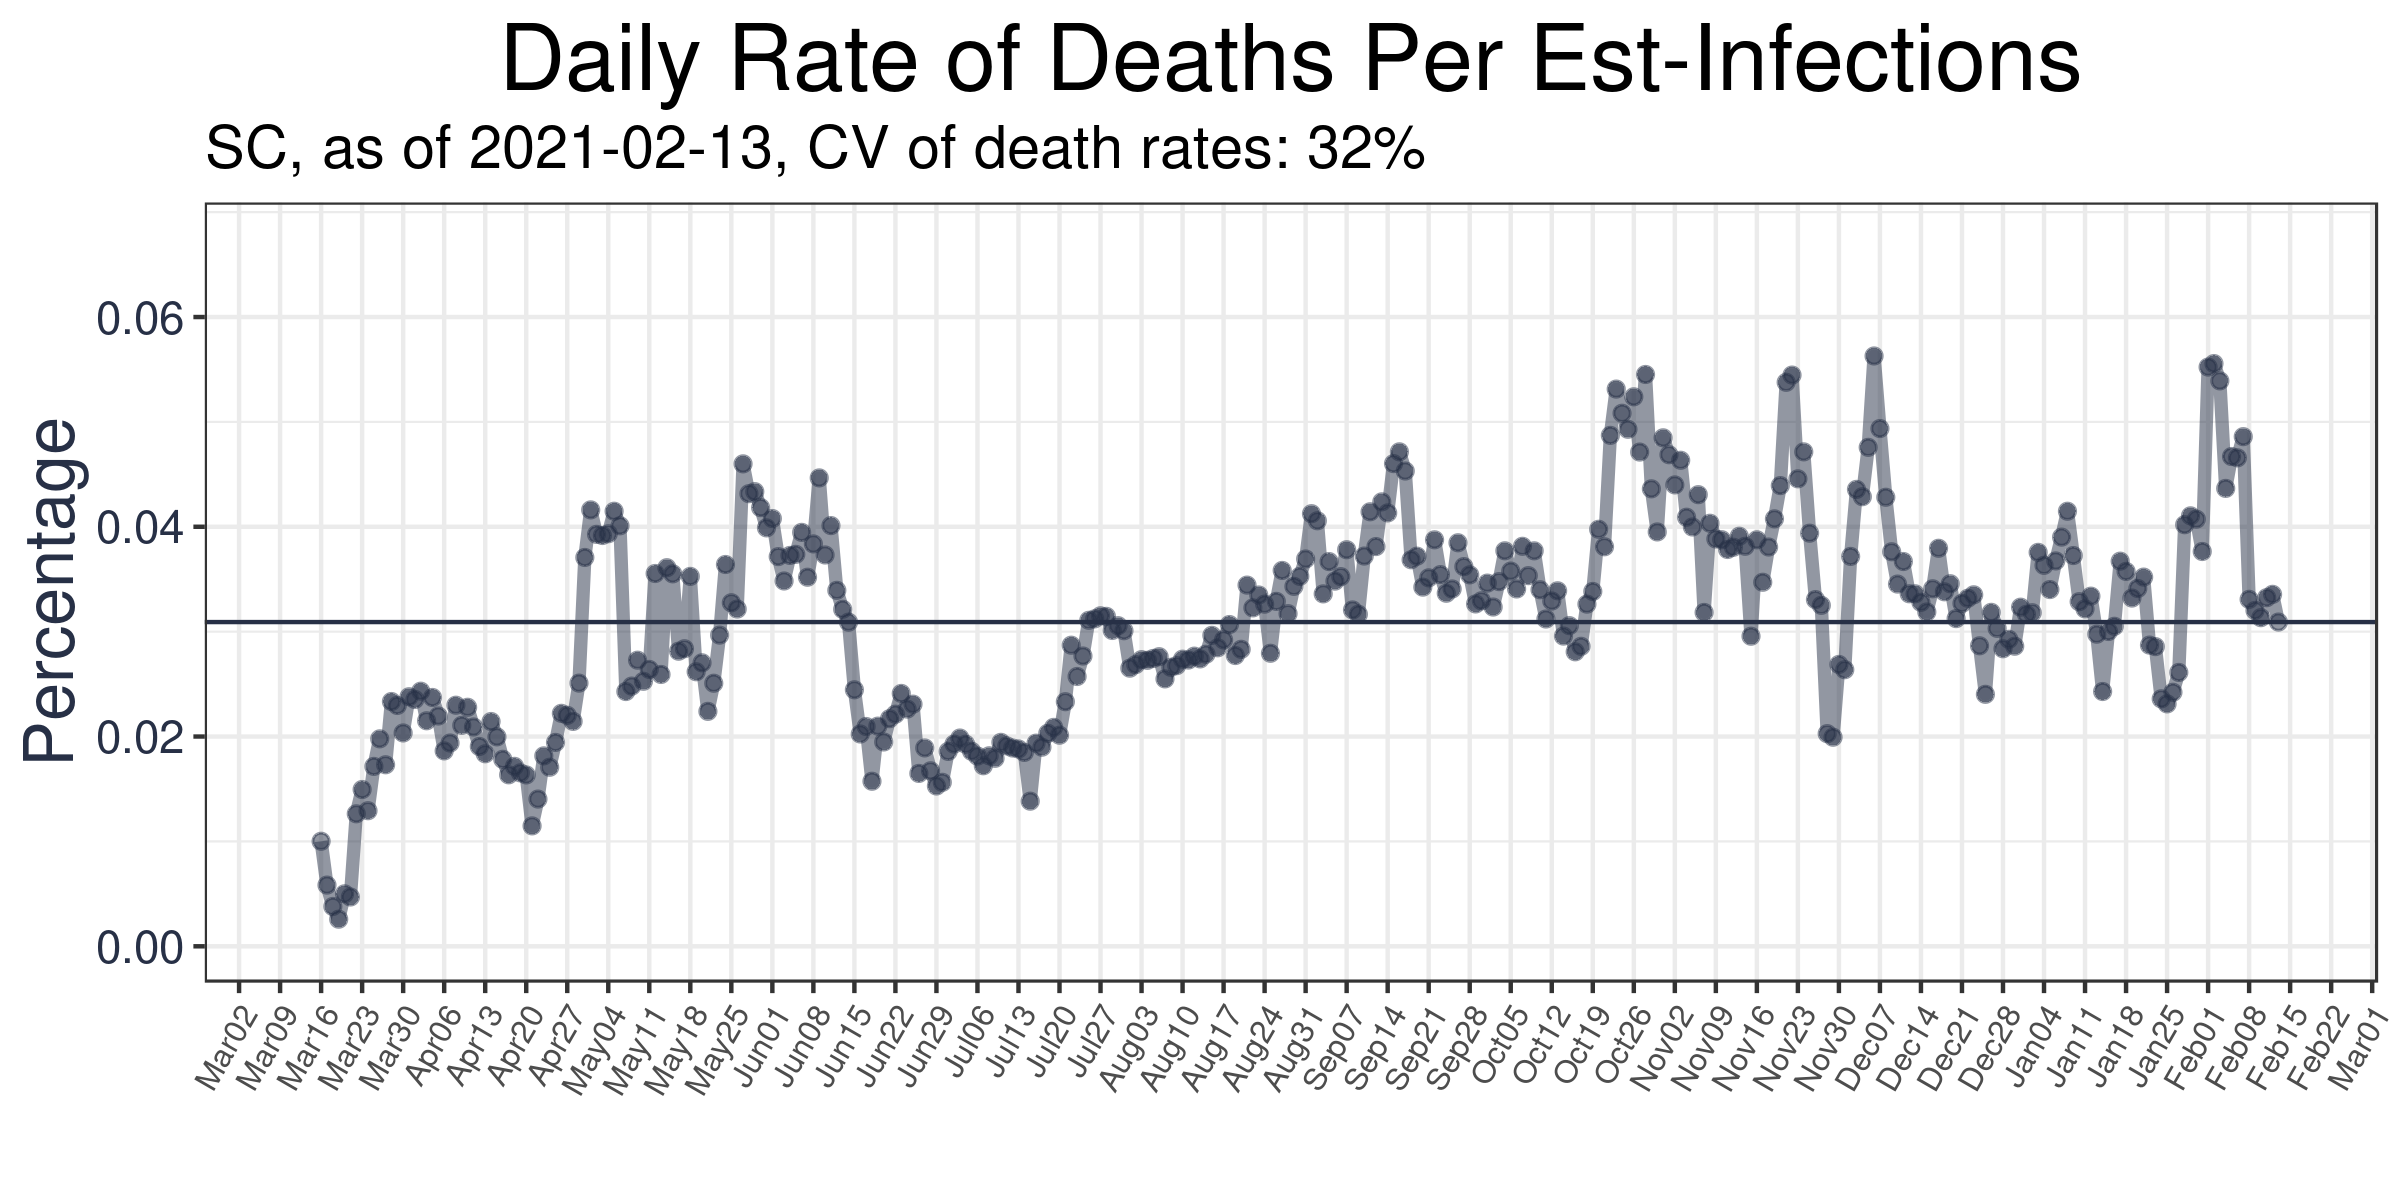 Daily Rate of Deaths Per Est-Infections
SC, as of 2021-02-13, CV of death rates: 32%
Percentage
0.06
0.04
0.02
0.00
Mar02 Mar09 Mar16 Mar23 Mar30 Apr06 Apr13 Apr20 Apr27 May04 May11 May18 May25 Jun01 Jun08 Jun15 Jun22 Jun29 Jul06 Jul13 Jul20 Jul27 Aug03 Aug10 Aug17 Aug24 Aug31 Sep07 Sep14 Sep21 Sep28 Oct05 Oct12 Oct19 Oct26 Nov02 Nov09 Nov16 Nov23 Nov30 Dec07 Dec14 Dec21 Dec28 Jan04 Jan11 Jan18 Jan25 Feb01 Feb08 Feb15 Feb22 Mar01